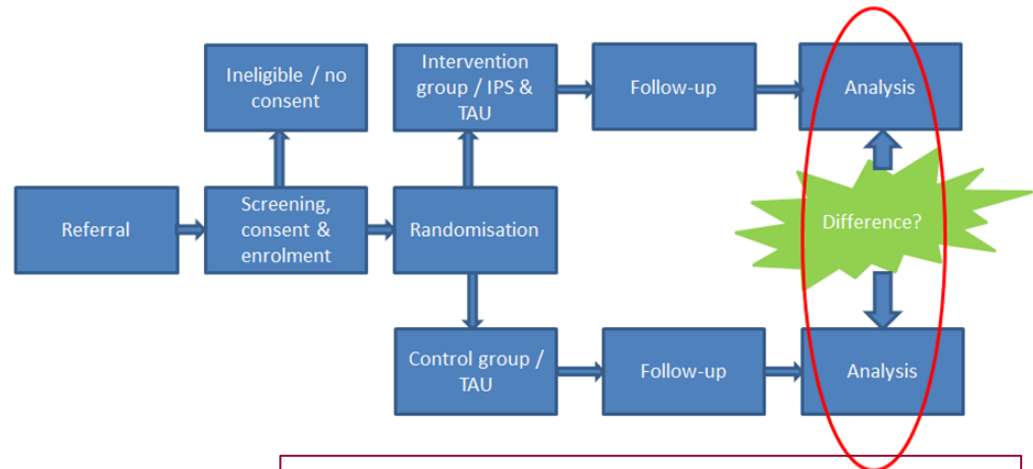 Ineligible / no
consent
Intervention
group / IPS &
TAU
Follow-up
Analysis
Referral
Screening,
consent &
enrolment
Randomisation
Difference?
Control group /
TAU
Follow-up
Analysis